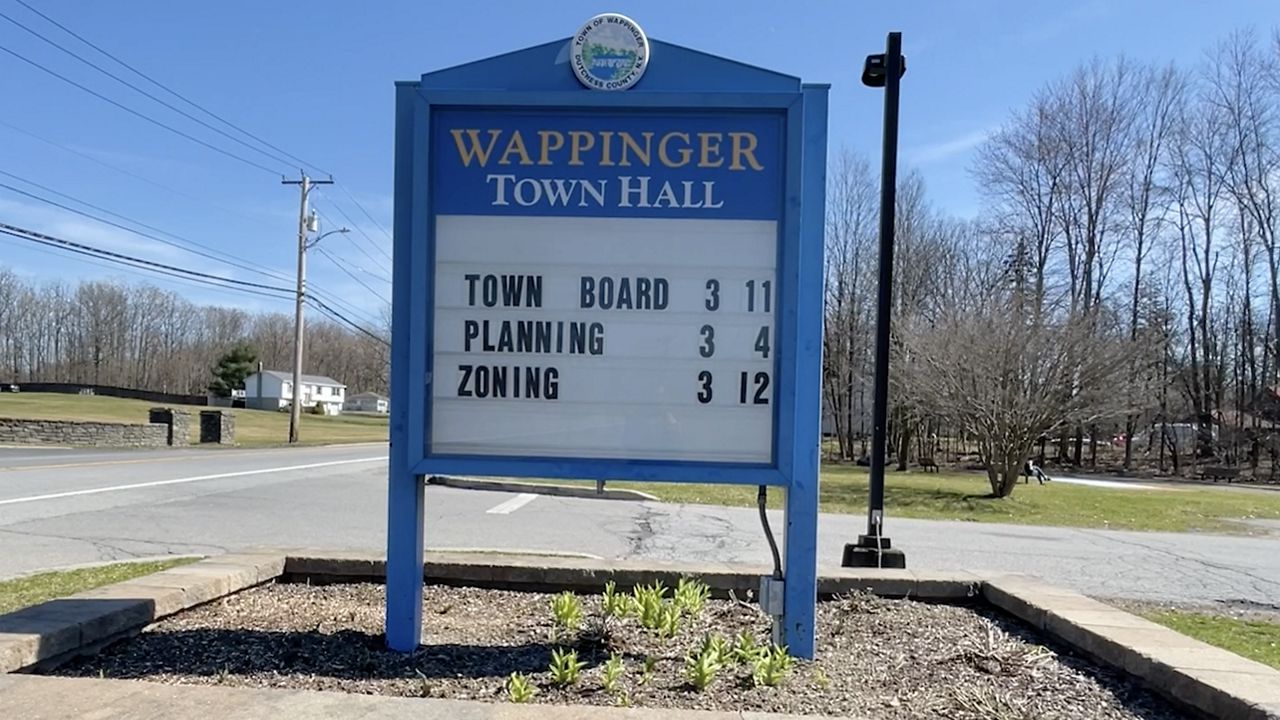 TOWN OF WAPPINGER
DUTCHESS COUNTY, N.Y.
WAPPINGER
TOWN HALL
TOWN BOARD 3 11
PLANNING 3 4
ZONING 3 12